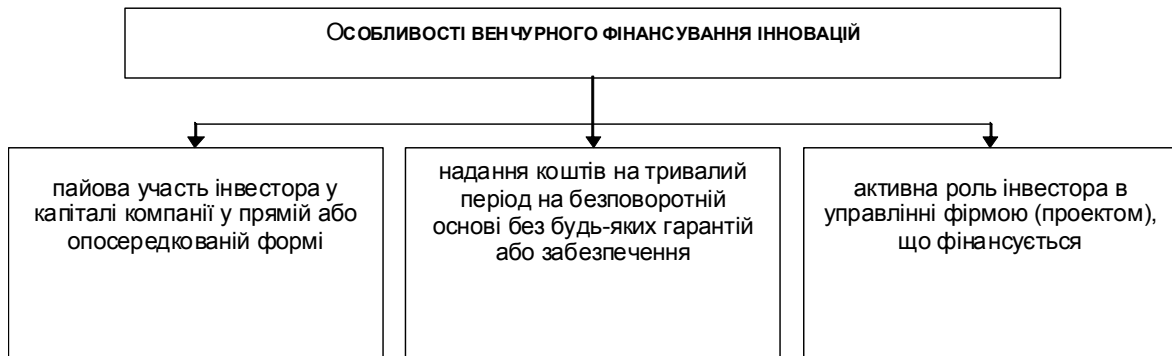 ОСОБЛИВОСТІ ВЕНЧУРНОГО ФІНАНСУВАННЯ ІННОВАЦІЙ
пайова участь інвестора у
капіталі компанії у прямій або
опосередкованій формі
надання коштів на тривалий
період на безповоротній
основі без будь-яких гарантій
або забезпечення
активна роль інвестора в
управлінні фірмою (проектом),
що фінансується